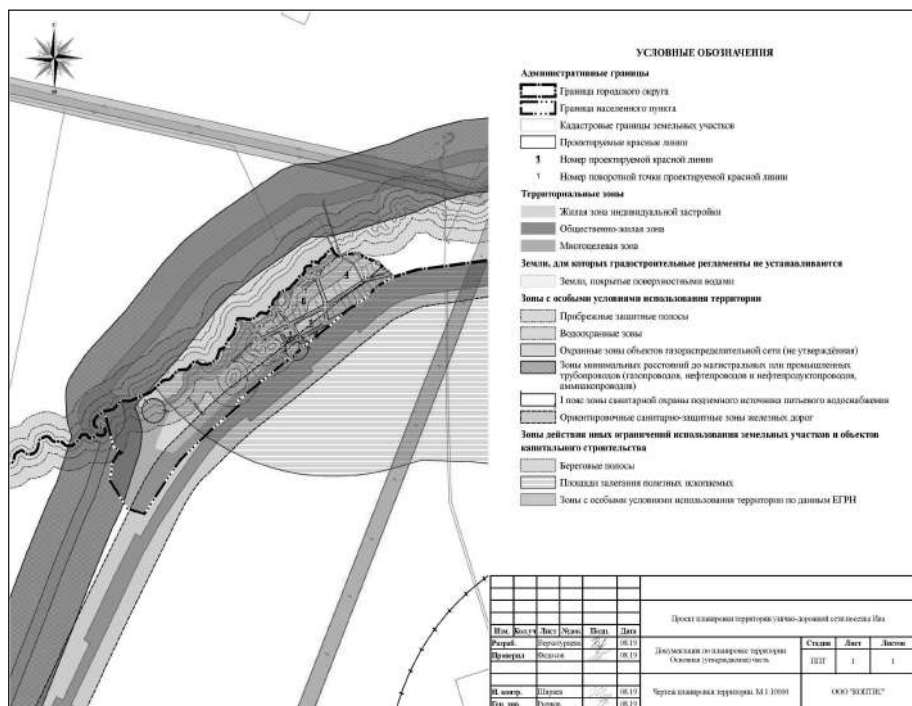 УСЛОВНЫЕ ОБОЗНАЧЕНИЯ
Административные границы
Граница городского округа
Граница населенного пункта
Кадастровые границы земельных участков
Проектируемые красные линии
1 Номер проектируемой красной линии
1 Номер поворотной точки проектируемой красной линии
Территориальные зоны
Жилая зона индивидуальной застройки
Общественно-жилая зона
Многоцелевая зона
Земли, для которых градостроительные регламенты не устанавливаются
Земли, покрытые поверхностными водами
Зоны с особыми условиями использования территории
Прибрежные защитные полосы
Водоохранные зоны
Охранные зоны объектов газораспределительной сети (не утверждённая)
Зоны минимальных расстояний до магистральных или промышленных
трубопроводов (газопроводов, нефтепроводов и нефтепродуктопроводов,
аммиакопроводов)
I пояс зоны санитарной охраны подземного источника питьевого водоснабжения
Ориентировочные санитарно-защитные зоны железных дорог
Зоны действия иных ограничений использования земельных участков и объектов
капитального строительства
Береговые полосы
Площади залегания полезных ископаемых
Зоны с особыми условиями использования территории по данным ЕГРН
Проект планировки территории улично-дорожной сети поселка Ива
Изм. Кол.уч Лист №док Подп. Дата
Разраб. 08.19
Проверил Федотов 08.19
Документация по планировке территории
Основная (утверждаемая) часть
Стадия Лист Листов
ППТ 1 1
Н. контр. Ширяев 08.19
Чертеж планировки территории. М 1:10000
ООО
Ген. дир. 08.19